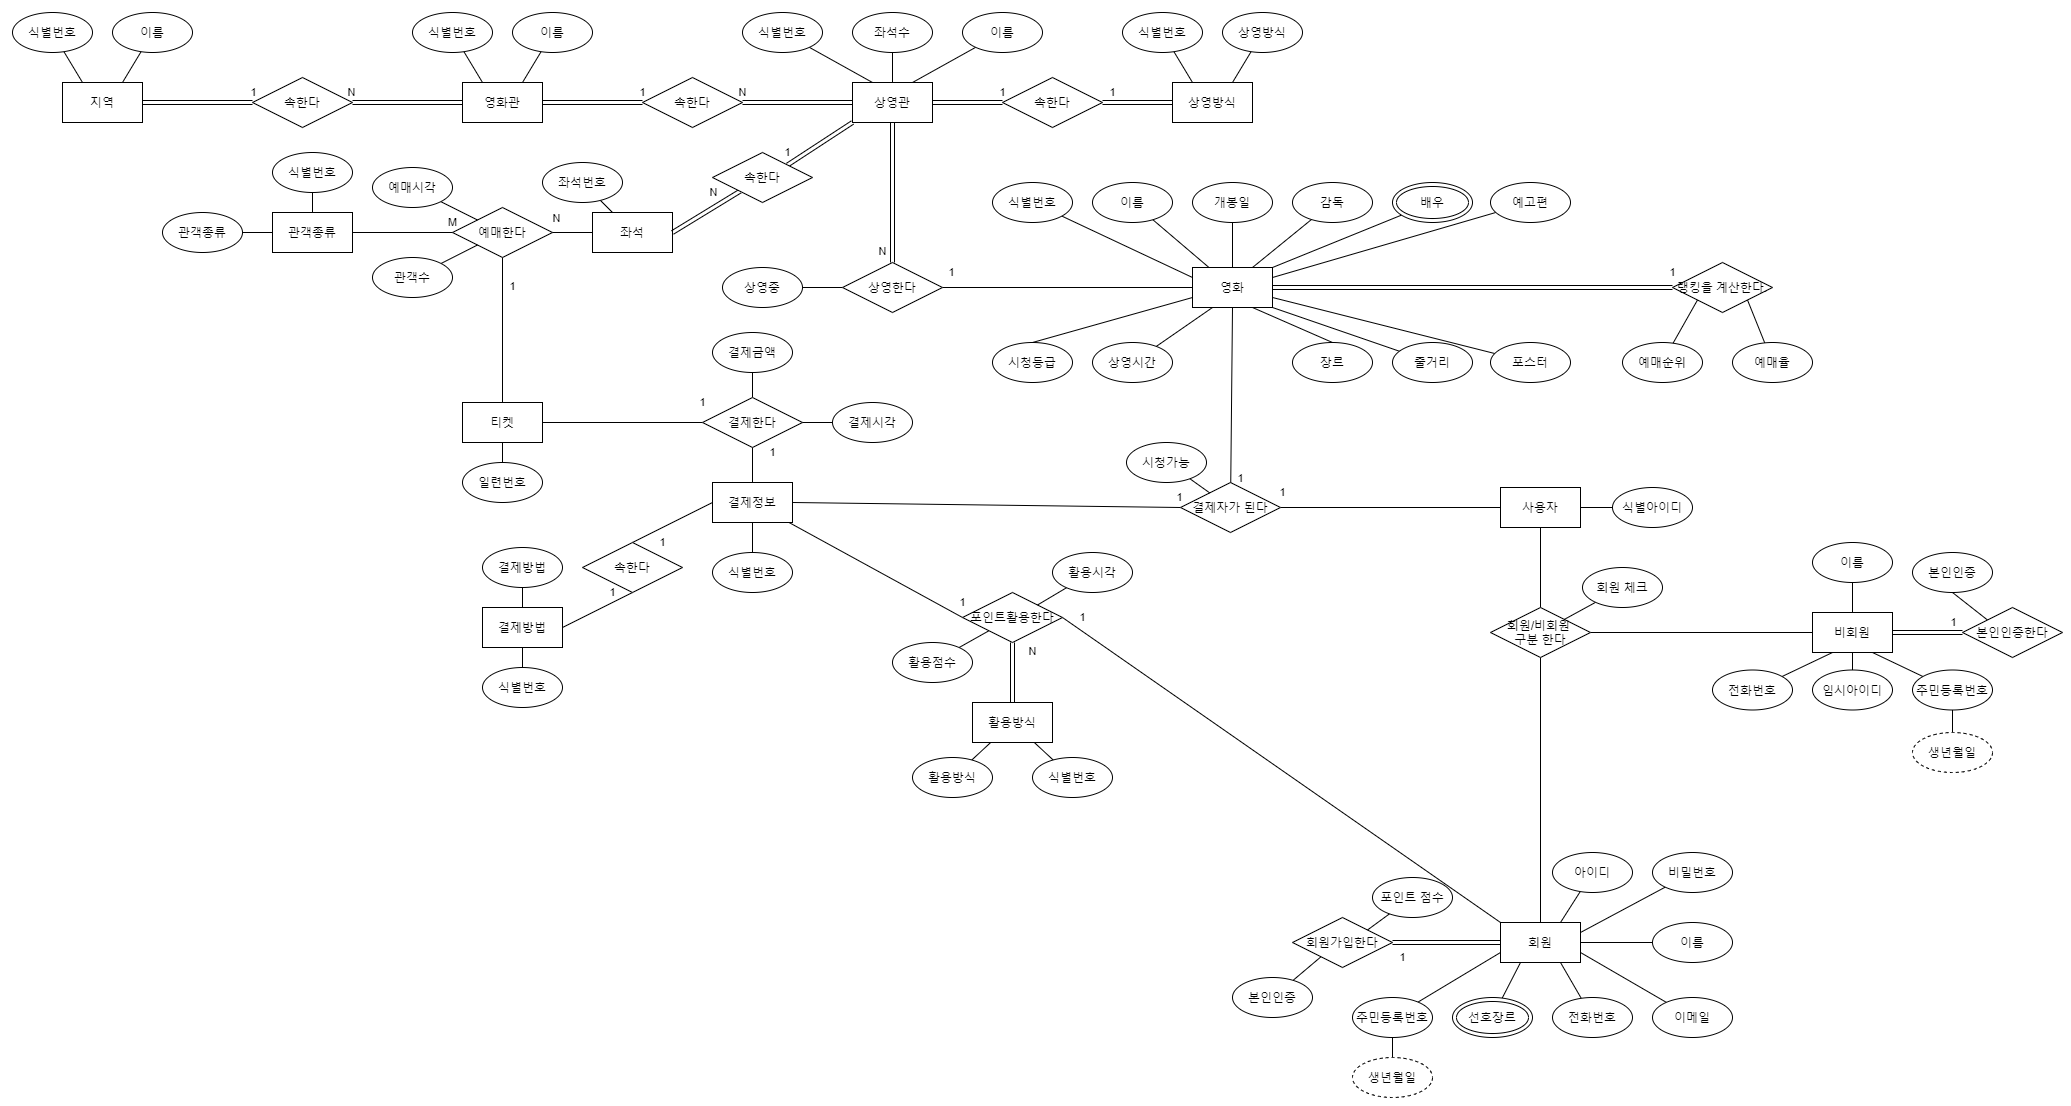 식별번호
이름
식별번호
이름
식별번호
좌석수
이름
식별번호
상영방식
지역
1
속한다
N
영화관
1
속한다
N
상영관
1
속한다
1
상영방식
식별번호
예매시각
좌석번호
N
속한다
1
관객종류
관객종류
M
예매한다
N
좌석
관객수
1
식별번호
이름
개봉일
감독
배우
예고편
N
상영중
상영한다
1
영화
1
랭킹을 계산한다
시청등급
상영시간
장르
줄거리
포스터
예매순위
예매율
결제금액
티켓
1
결제한다
결제시각
1
일련번호
시청가능
1
결제정보
1
결제자가 된다
1
사용자
식별아이디
1
속한다
1
결제방법
식별번호
결제방법
식별번호
활용시각
1
포인트활용한다
1
활용점수
N
활용방식
활용방식
식별번호
회원 체크
회원/비회원
구분 한다
이름
본인인증
비회원
1
본인인증한다
전화번호
임시아이디
주민등록번호
생년월일
포인트 점수
아이디
비밀번호
회원가입한다
1
회원
이름
본인인증
주민등록번호
선호장르
전화번호
이메일
생년월일